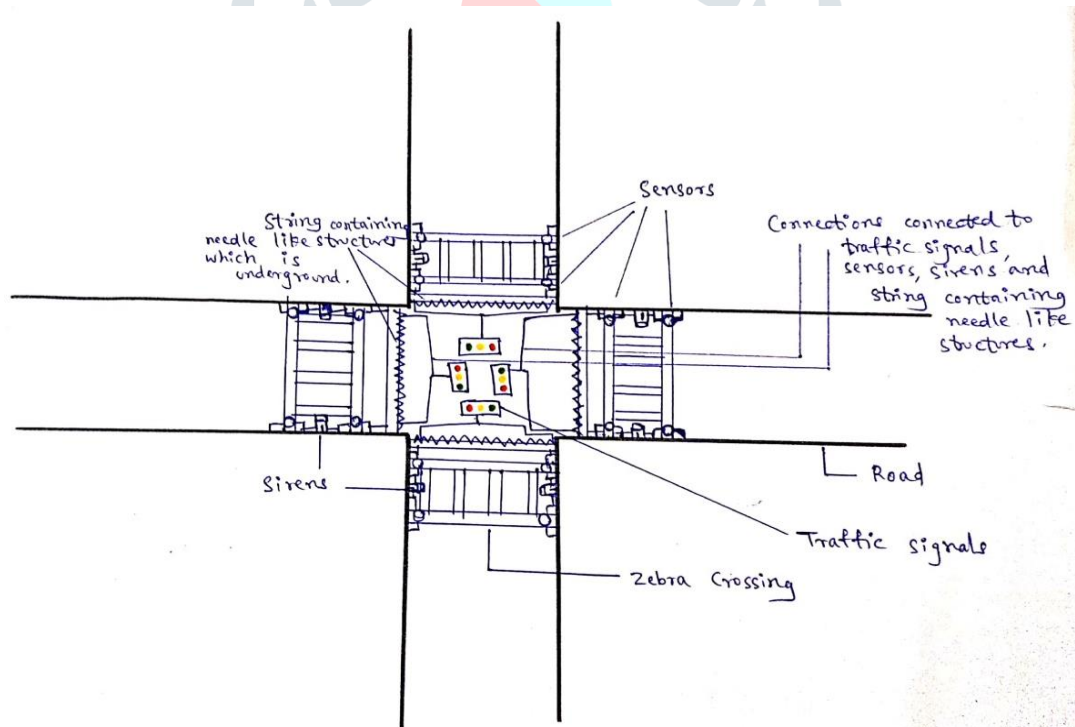 Sensors
String containing
needle like structures
which is
underground.
Connections connected to
traffic signals,
sensors, sirens and
string containing
needle like
structures.
Sirens
Road
Traffic signals
Zebra Crossing